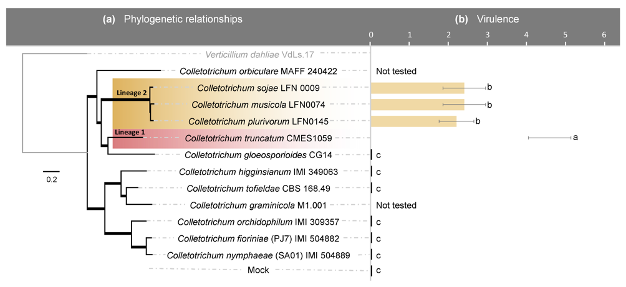 (a) Phylogenetic relationships
(b) Virulence
0 1 2 3 4 5 6
Verticillium dahliae VdLs.17
Colletotrichum orbiculare MAFF 240422 Not tested
Lineage 2
Colletotrichum sojae LFN 0009 b
Colletotrichum musicola LFN0074 b
Colletotrichum plurivorum LFN0145 b
Lineage 1
Colletotrichum truncatum CMES1059 a
Colletotrichum gloeosporioides CG14 c
0.2
Colletotrichum higginsianum IMI 349063 c
Colletotrichum tofieldae CBS 168.49 c
Colletotrichum graminicola M1.001 Not tested
Colletotrichum orchidophilum IMI 309357 c
Colletotrichum fioriniae (PJ7) IMI 504882 c
Colletotrichum nymphaeae (SA01) IMI 504889 c
Mock c